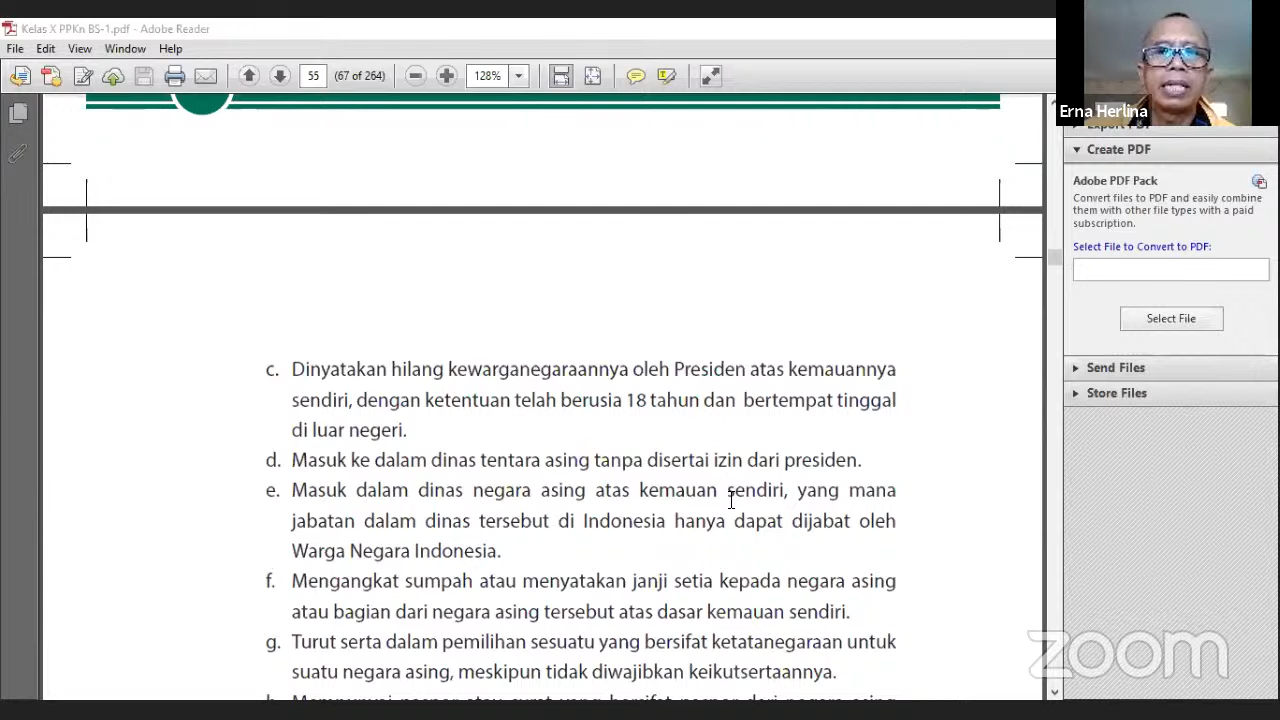 Kelas X PPKn BS-1.pdf - Adobe Reader
File Edit View Window Help
55 (67 of 264) 128%
Erna Herlina
Create PDF
Adobe PDF Pack
Convert files to PDF and easily combine
them with other file types with a paid
subscription.
Select File to Convert to PDF:
Select File
Send Files
Store Files
c. Dinyatakan hilang kewarganegaraannya oleh Presiden atas kemauannya
sendiri, dengan ketentuan telah berusia 18 tahun dan bertempat tinggal
di luar negeri.
d. Masuk ke dalam dinas tentara asing tanpa disertai izin dari presiden.
e. Masuk dalam dinas negara asing atas kemauan sendiri, yang mana
jabatan dalam dinas tersebut di Indonesia hanya dapat dijabat oleh
Warga Negara Indonesia.
f. Mengangkat sumpah atau menyatakan janji setia kepada negara asing
atau bagian dari negara asing tersebut atas dasar kemauan sendiri.
g. Turut serta dalam pemilihan sesuatu yang bersifat ketatanegaraan untuk
suatu negara asing, meskipun tidak diwajibkan keikutsertaannya.
zoom